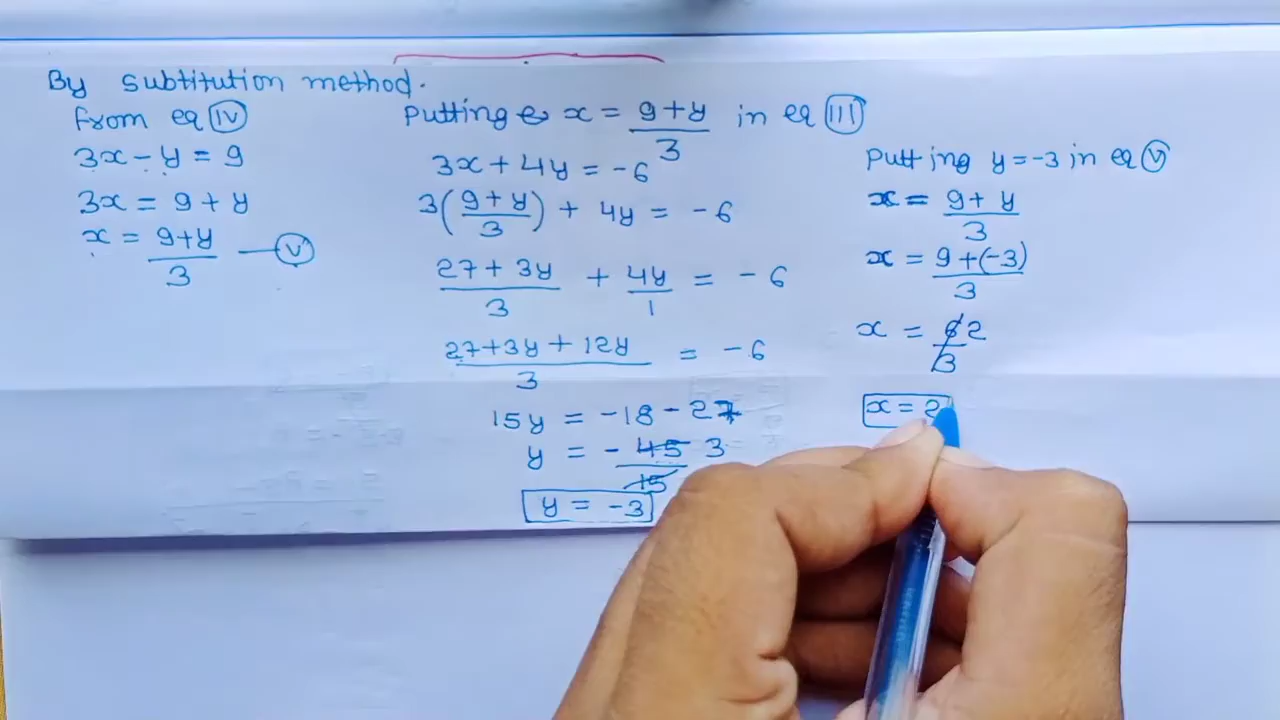 By subtitution method.
From eq IV
3x - y = 9
3x = 9 + y
x = 9+y/3 — V
Putting x = 9+y/3 in eq III
3x + 4y = -6
3(9+y/3) + 4y = -6
27 + 3y/3 + 4y/1 = -6
27+3y + 12y/3 = -6
15y = -18 - 27
y = -45/15 3
y = -3
Putting y = -3 in eq V
x = 9+ y/3
x = 9 + (-3)/3
x = 6/3 2
x = 2